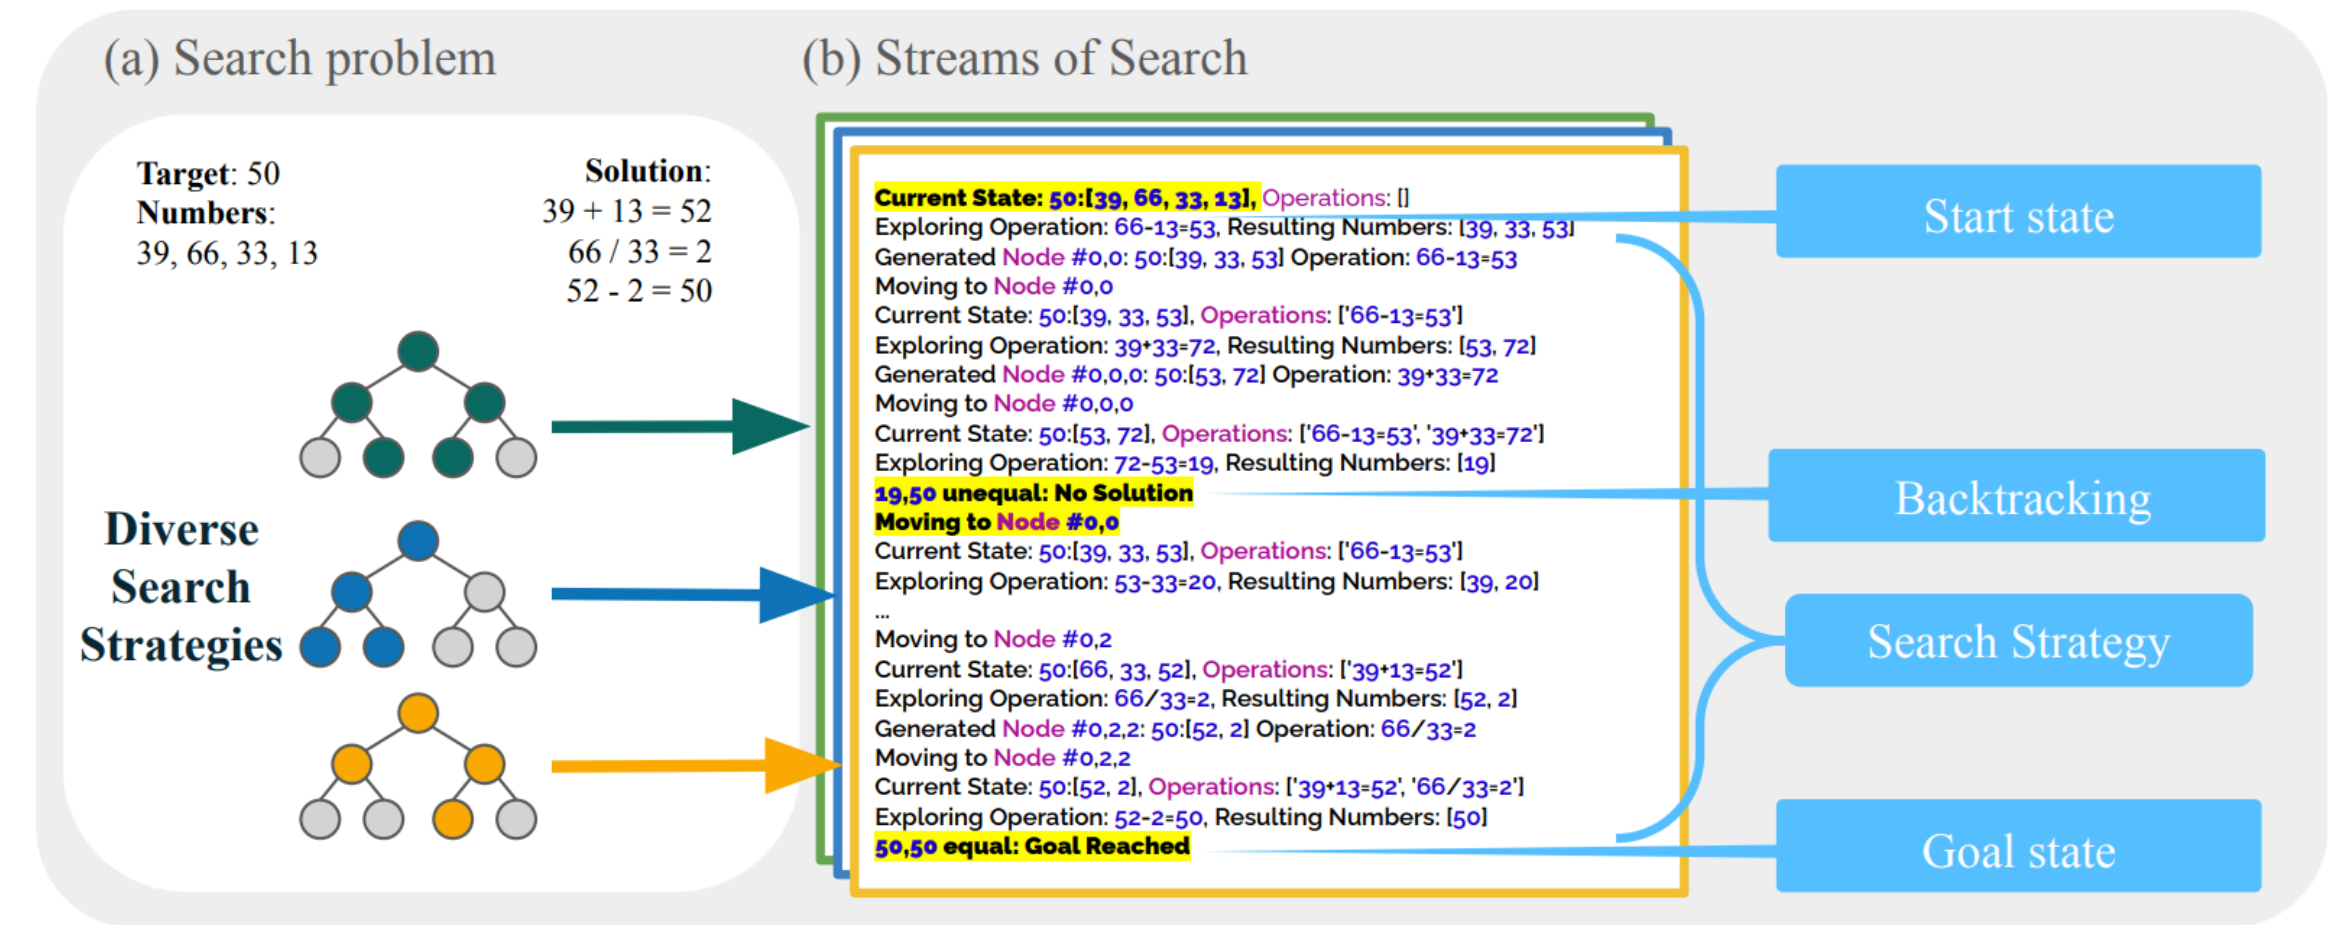 (a) Search problem
Target: 50
Numbers:
39, 66, 33, 13
Solution:
39 + 13 = 52
66 / 33 = 2
52 - 2 = 50
Diverse
Search
Strategies
(b) Streams of Search
Current State: 50:[39, 66, 33, 13], Operations: []
Exploring Operation: 66-13=53, Resulting Numbers: [39, 33, 53]
Generated Node #0,0: 50:[39, 33, 53] Operation: 66-13=53
Moving to Node #0,0
Current State: 50:[39, 33, 53], Operations: ['66-13=53']
Exploring Operation: 39+33=72, Resulting Numbers: [53, 72]
Generated Node #0,0,0: 50:[53, 72] Operation: 39+33=72
Moving to Node #0,0,0
Current State: 50:[53, 72], Operations: ['66-13=53', '39+33=72']
Exploring Operation: 72-53=19, Resulting Numbers: [19]
19,50 unequal: No Solution
Moving to Node #0,0
Current State: 50:[39, 33, 53], Operations: ['66-13=53']
Exploring Operation: 53-33=20, Resulting Numbers: [39, 20]
...
Moving to Node #0,2
Current State: 50:[66, 33, 52], Operations: ['39+13=52']
Exploring Operation: 66/33=2, Resulting Numbers: [52, 2]
Generated Node #0,2,2: 50:[52, 2] Operation: 66/33=2
Moving to Node #0,2,2
Current State: 50:[52, 2], Operations: ['39+13=52', '66/33=2']
Exploring Operation: 52-2=50, Resulting Numbers: [50]
50,50 equal: Goal Reached
Start state
Backtracking
Search Strategy
Goal state